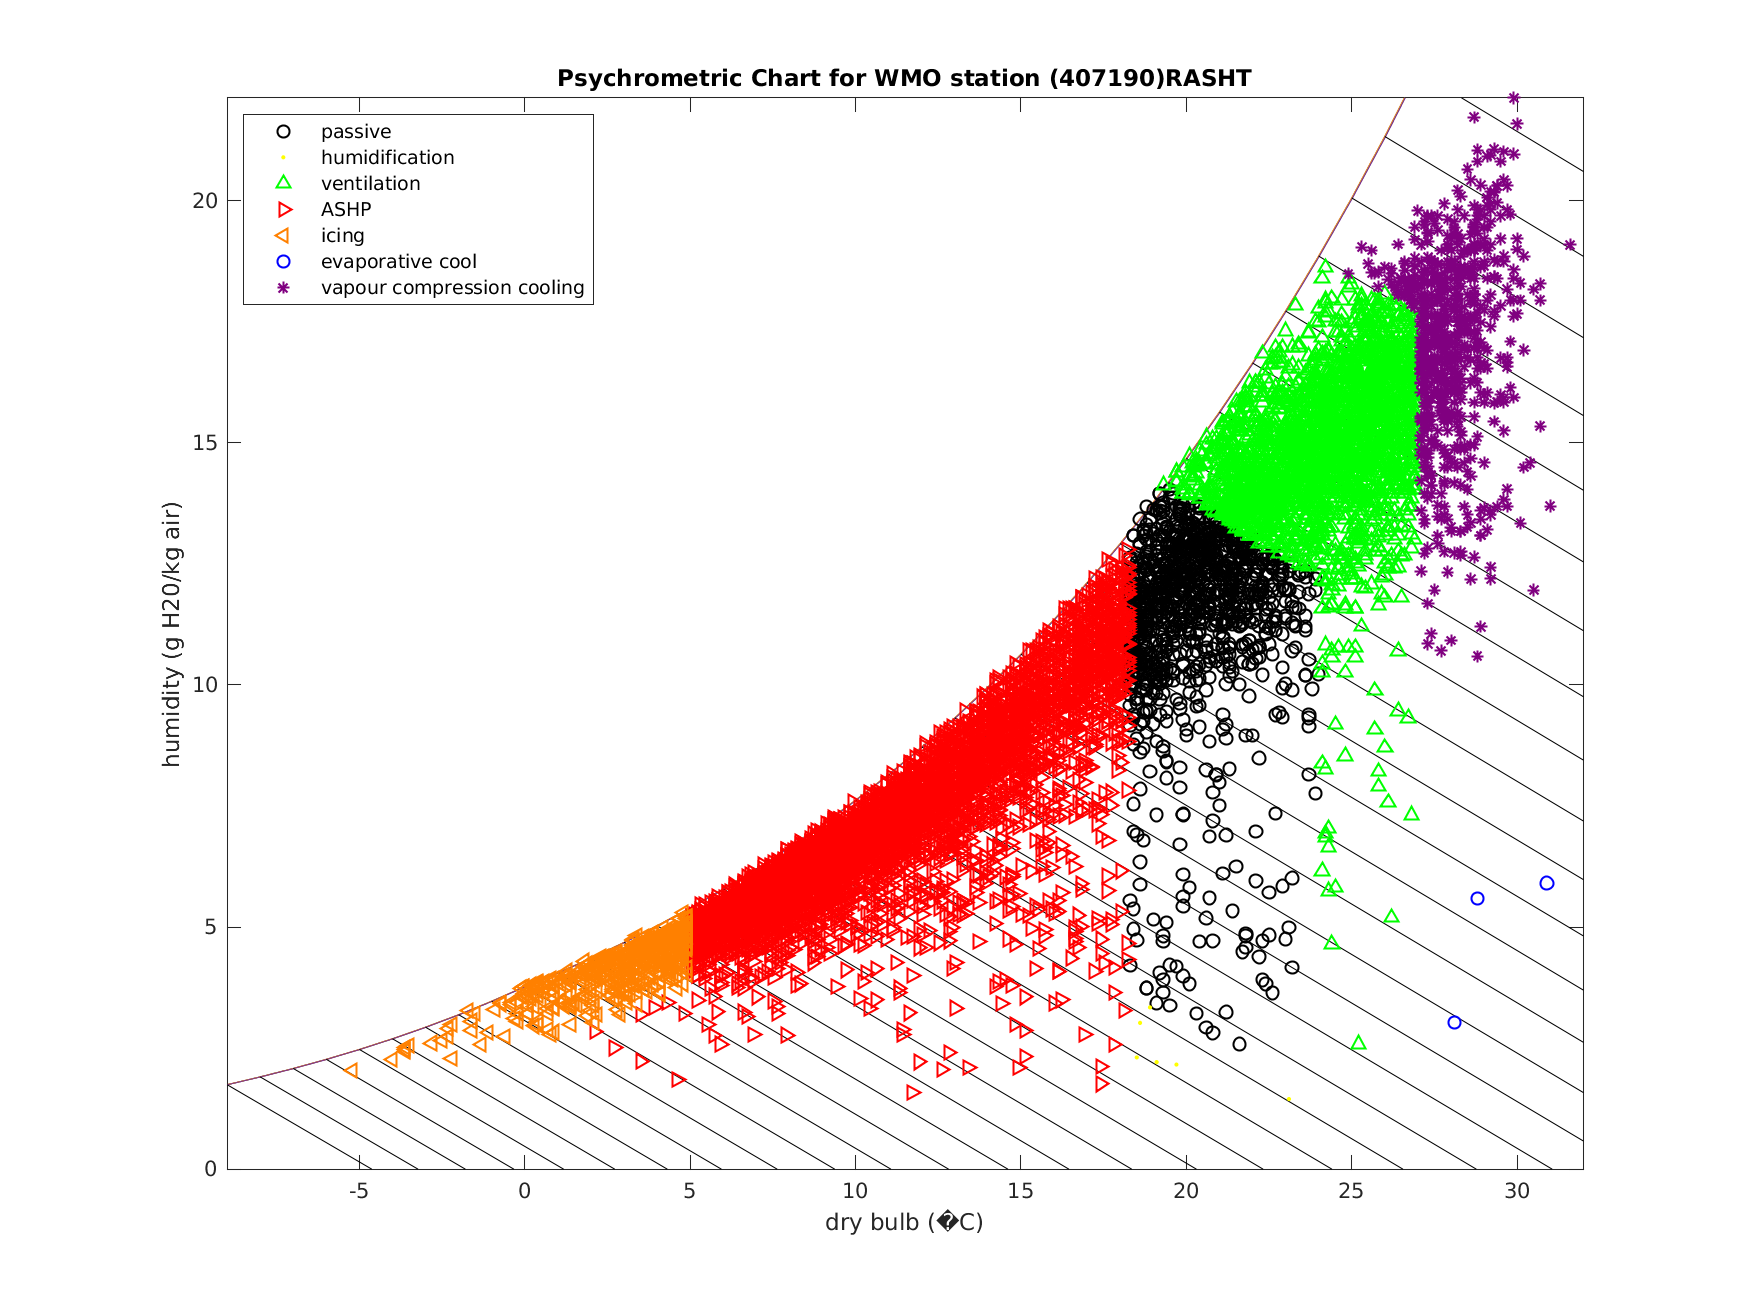 Psychrometric Chart for WMO station (407190)RASHT
passive
humidification
ventilation
ASHP
icing
evaporative cool
vapour compression cooling
humidity (g H20/kg air)
20
15
10
5
0
-5 0 5 10 15 20 25 30
dry bulb (�C)